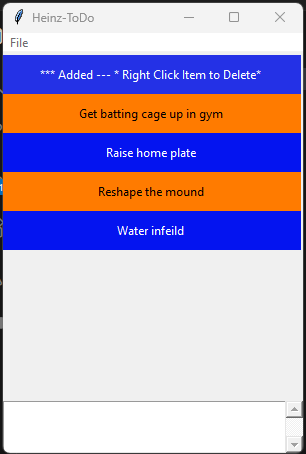 Heinz-ToDo
File
*** Added --- * Right Click Item to Delete*
Get batting cage up in gym
Raise home plate
Reshape the mound
Water infeild